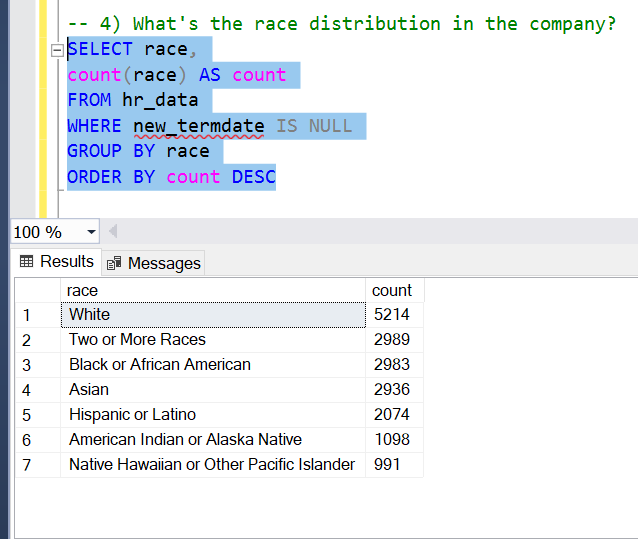 -- 4) What's the race distribution in the company?
SELECT race,
count(race) AS count
FROM hr_data
WHERE new_termdate IS NULL
GROUP BY race
ORDER BY count DESC
100 %
Results Messages
race count
1 White 5214
2 Two or More Races 2989
3 Black or African American 2983
4 Asian 2936
5 Hispanic or Latino 2074
6 American Indian or Alaska Native 1098
7 Native Hawaiian or Other Pacific Islander 991